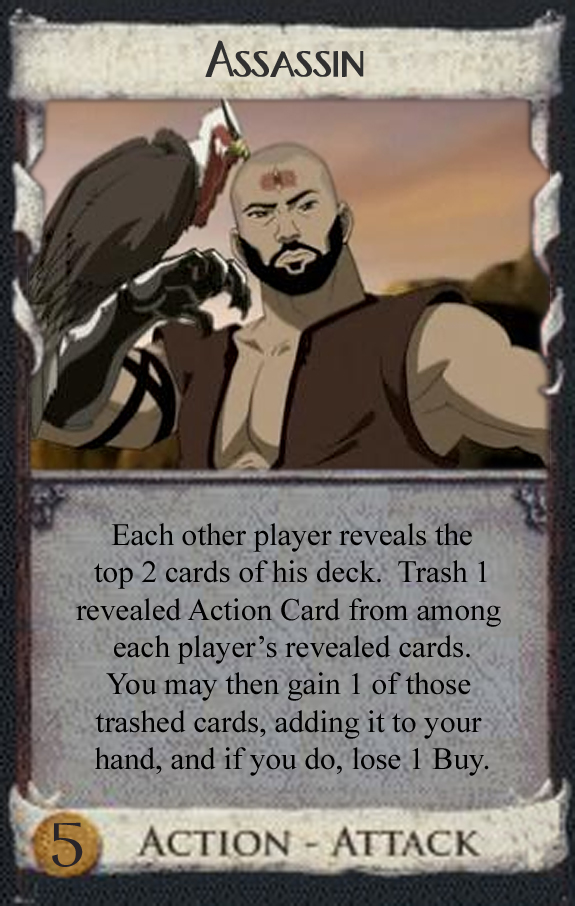 ASSASSIN
Each other player reveals the
top 2 cards of his deck.  Trash 1
revealed Action Card from among
each player’s revealed cards.
You may then gain 1 of those
trashed cards, adding it to your
hand, and if you do, lose 1 Buy.
5 ACTION - ATTACK